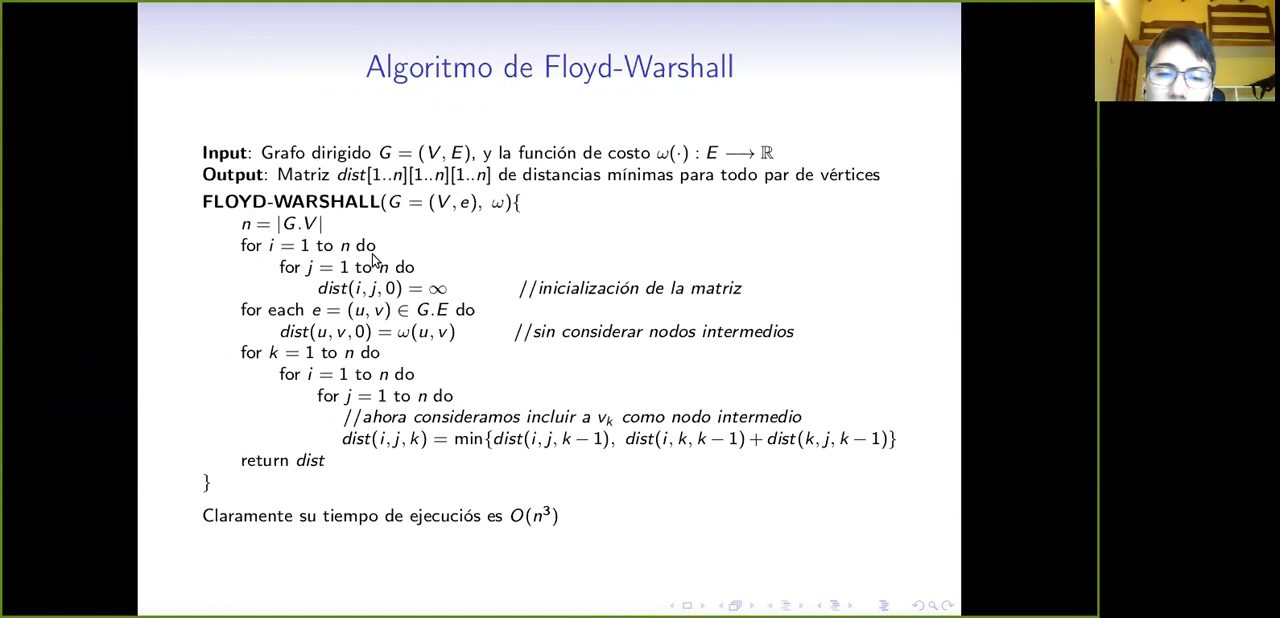 Algoritmo de Floyd-Warshall
Input: Grafo dirigido G = (V, E), y la función de costo ω(·) : E ⟶ ℝ
Output: Matriz dist[1..n][1..n][1..n] de distancias mínimas para todo par de vértices
FLOYD-WARSHALL(G = (V, e), ω){
n = |G.V|
for i = 1 to n do
for j = 1 to n do
dist(i, j, 0) = ∞ //inicialización de la matriz
for each e = (u, v) ∈ G.E do
dist(u, v, 0) = ω(u, v) //sin considerar nodos intermedios
for k = 1 to n do
for i = 1 to n do
for j = 1 to n do
//ahora consideramos incluir a vₖ como nodo intermedio
dist(i, j, k) = min{dist(i, j, k − 1), dist(i, k, k − 1) + dist(k, j, k − 1)}
return dist
}
Claramente su tiempo de ejecuciós es O(n³)